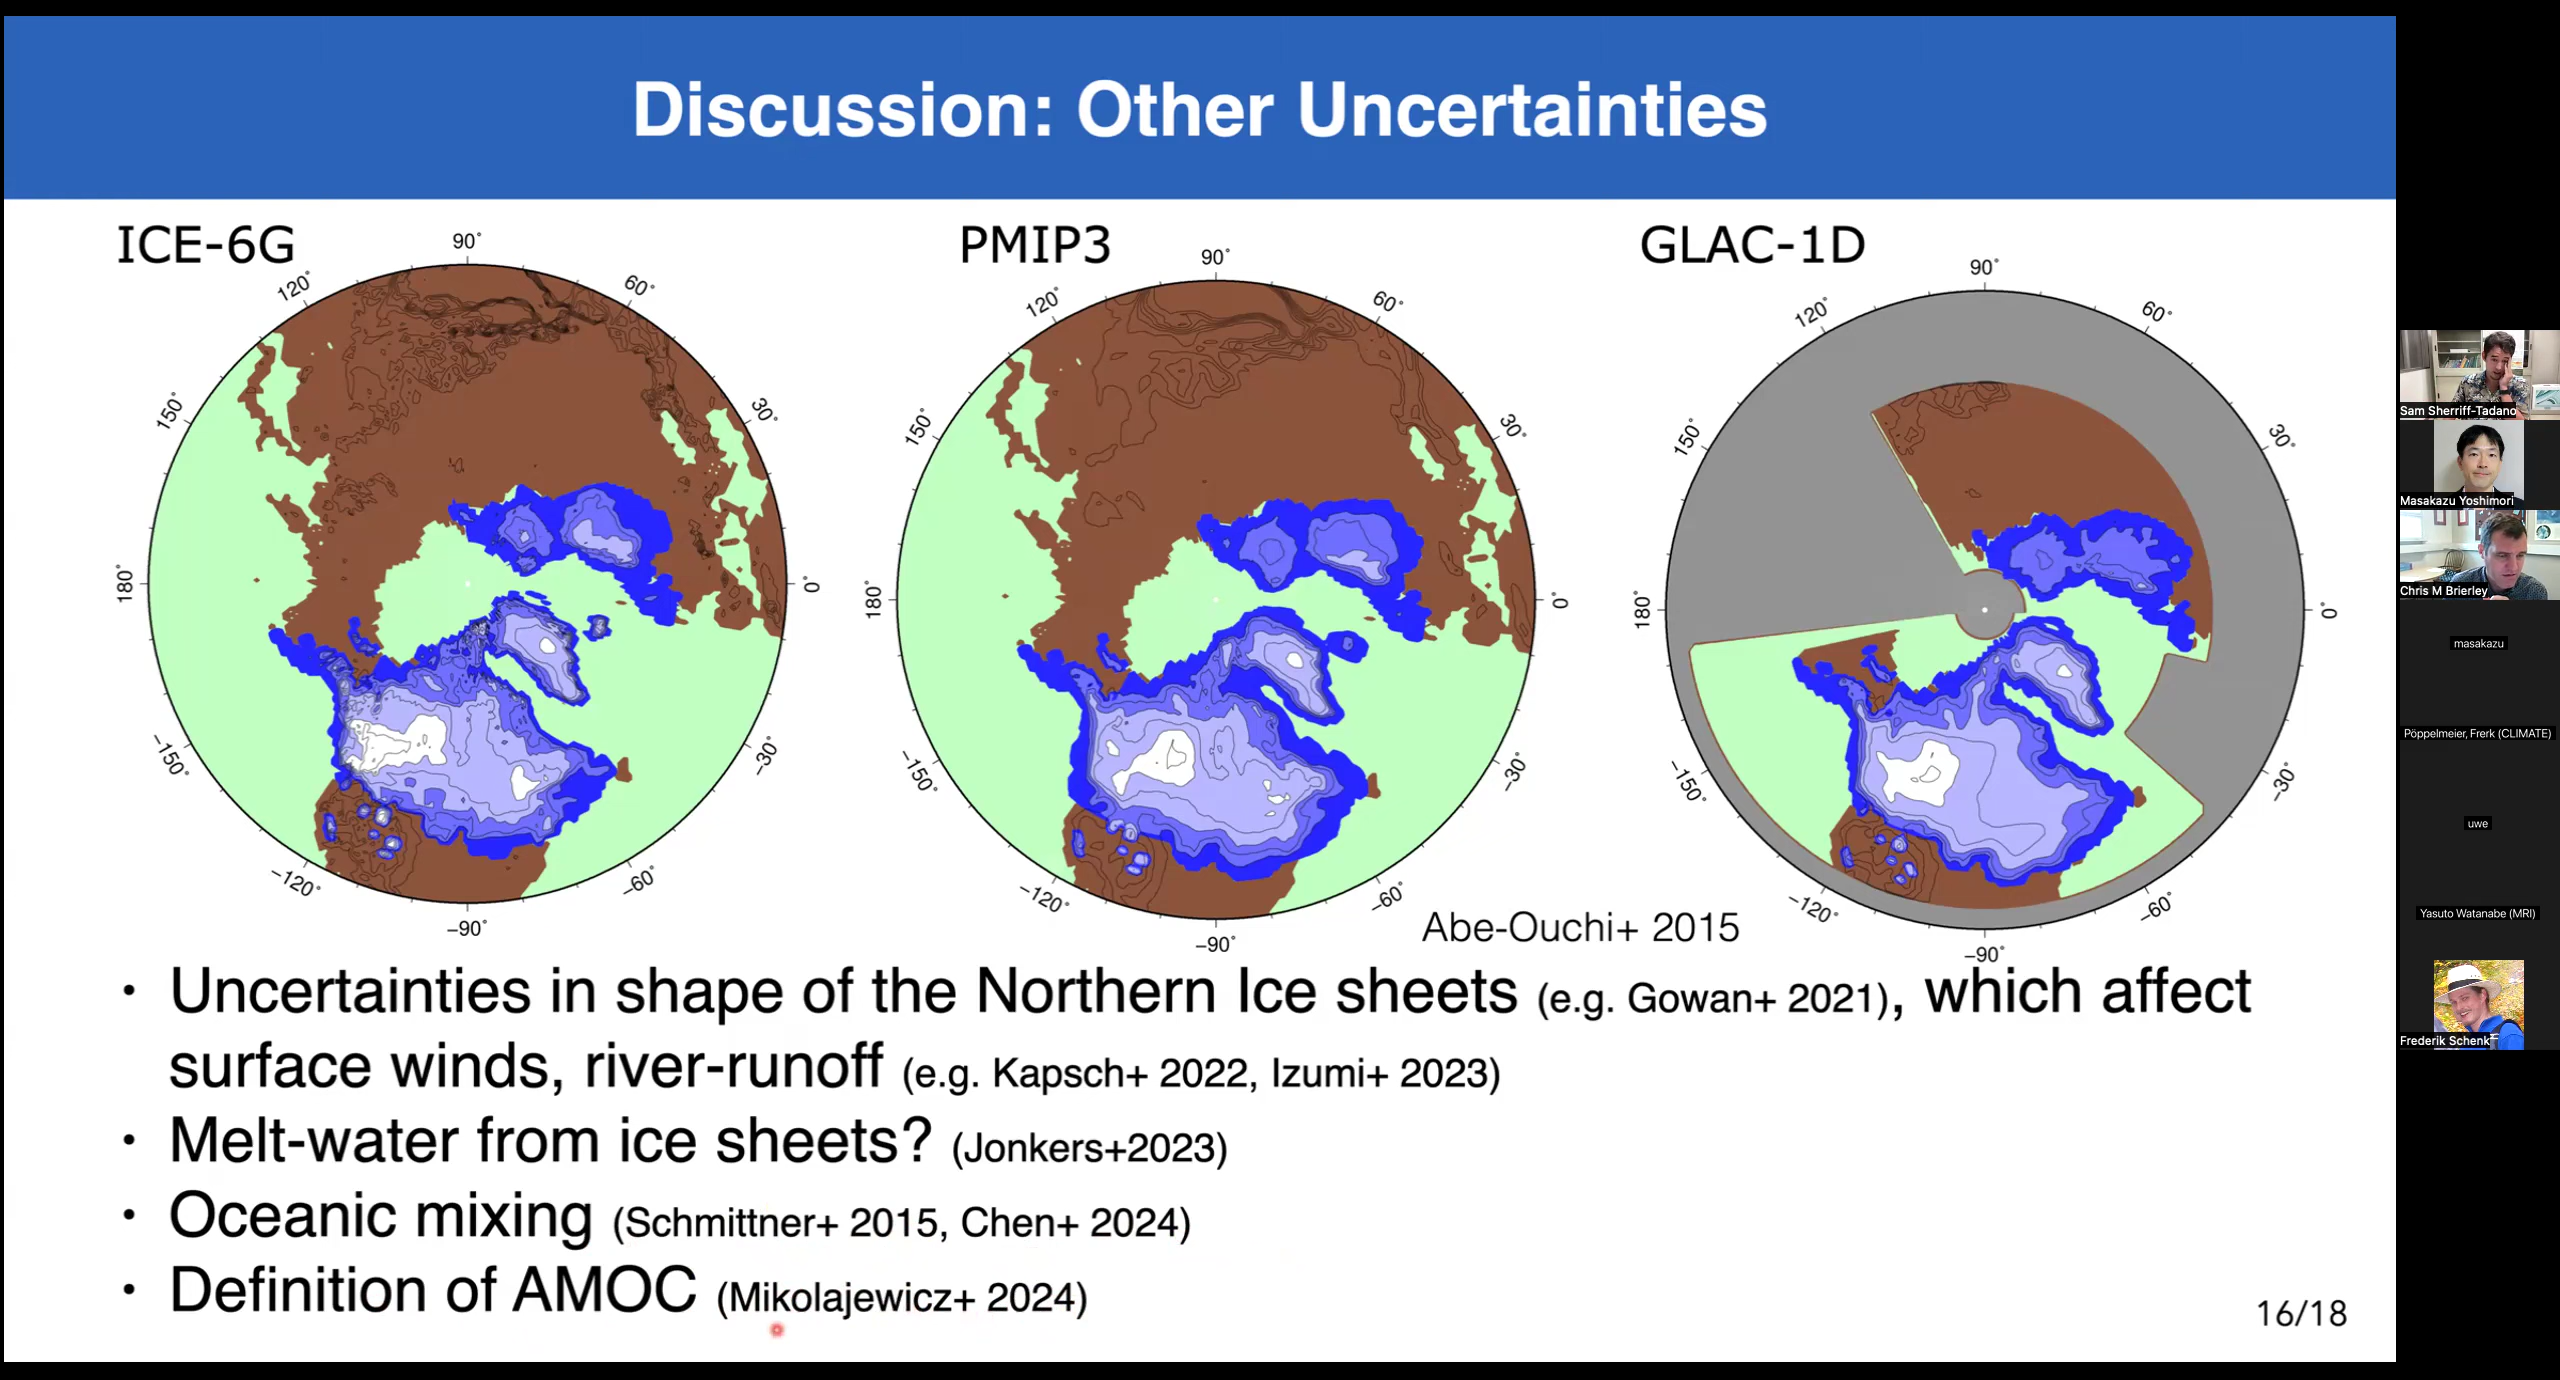 Discussion: Other Uncertainties
ICE-6G
90°
120°
60°
150°
30°
180°
0°
−150°
−30°
−120°
−60°
−90°
PMIP3
90°
120°
60°
150°
30°
180°
0°
−150°
−30°
−120°
−60°
−90°
GLAC-1D
90°
120°
60°
150°
30°
180°
0°
−150°
−30°
−120°
−60°
−90°
Abe-Ouchi+ 2015
• Uncertainties in shape of the Northern Ice sheets (e.g. Gowan+ 2021), which affect
surface winds, river-runoff (e.g. Kapsch+ 2022, Izumi+ 2023)
• Melt-water from ice sheets? (Jonkers+2023)
• Oceanic mixing (Schmittner+ 2015, Chen+ 2024)
• Definition of AMOC (Mikolajewicz+ 2024)
16/18
Sam Sherriff-Tadano
Masakazu Yoshimori
Chris M Brierley
masakazu
Pöppelmeier, Frerk (CLIMATE)
uwe
Yasuto Watanabe (MRI)
Frederik Schenk